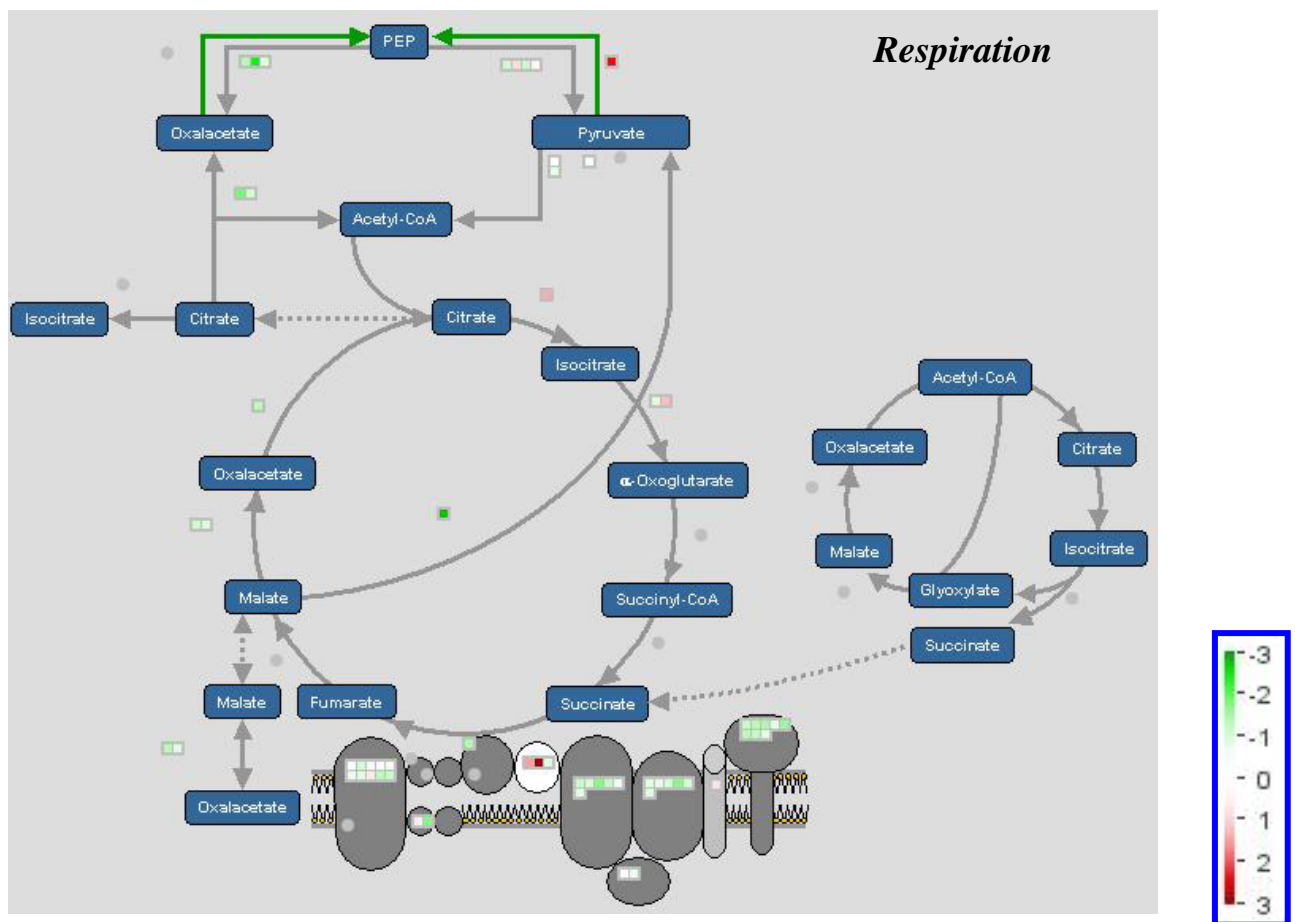 Respiration
PEP
Oxalacetate
Pyruvate
Acetyl-CoA
Isocitrate
Citrate
Citrate
Isocitrate
Acetyl-CoA
Oxalacetate
Citrate
Oxalacetate
α-Oxoglutarate
Malate
Isocitrate
Malate
Succinyl-CoA
Glyoxylate
Succinate
Malate
Fumarate
Succinate
Oxalacetate
-3
-2
-1
0
1
2
3